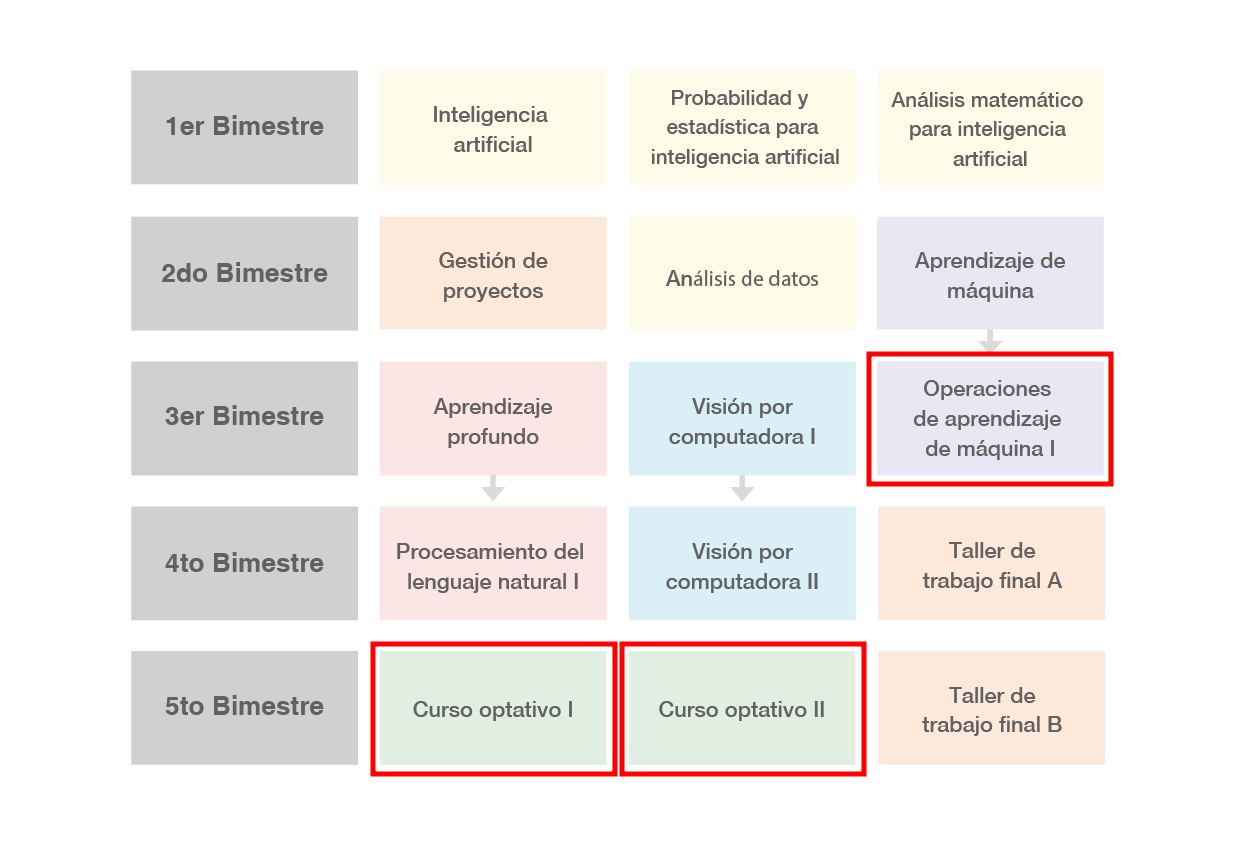 1er Bimestre
Inteligencia
artificial
Probabilidad y
estadística para
inteligencia artificial
Análisis matemático
para inteligencia
artificial
2do Bimestre
Gestión de
proyectos
Análisis de datos
Aprendizaje de
máquina
3er Bimestre
Aprendizaje
profundo
Visión por
computadora I
Operaciones
de aprendizaje
de máquina I
4to Bimestre
Procesamiento del
lenguaje natural I
Visión por
computadora II
Taller de
trabajo final A
5to Bimestre
Curso optativo I
Curso optativo II
Taller de
trabajo final B